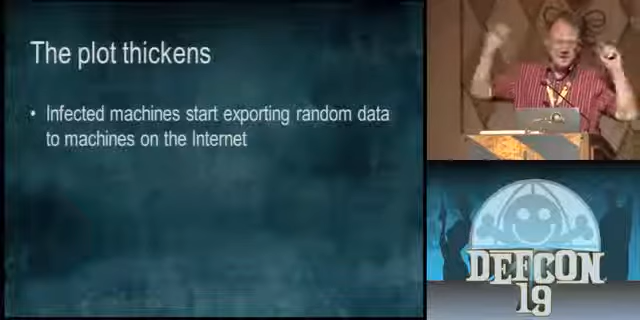 The plot thickens
• Infected machines start exporting random data
to machines on the Internet
DEFCON
19